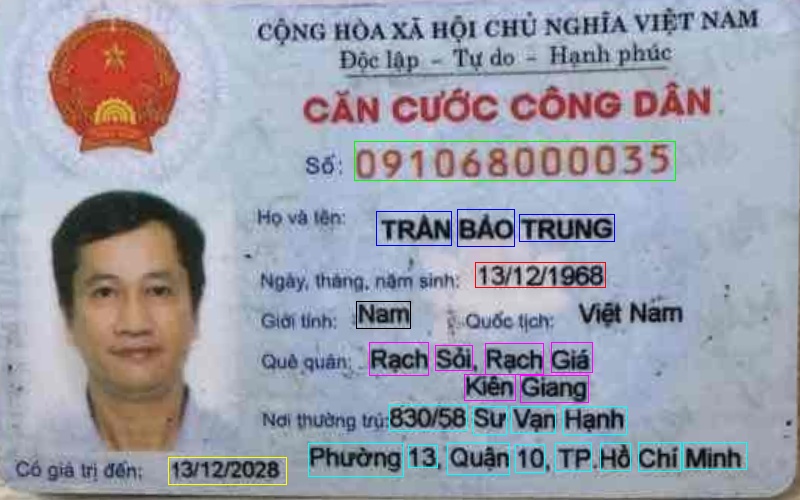 CỘNG HÒA XÃ HỘI CHỦ NGHĨA VIỆT NAM
Độc lập - Tự do - Hạnh phúc
CĂN CƯỚC CÔNG DÂN
Số: 091068000035
Họ và tên: TRẦN BẢO TRUNG
Ngày, tháng, năm sinh: 13/12/1968
Giới tính: Nam Quốc tịch: Việt Nam
Quê quán: Rạch Sỏi, Rạch Giá
Kiên Giang
Nơi thường trú: 830/58 Sư Vạn Hạnh
Có giá trị đến: 13/12/2028 Phường 13, Quận 10, TP.Hồ Chí Minh